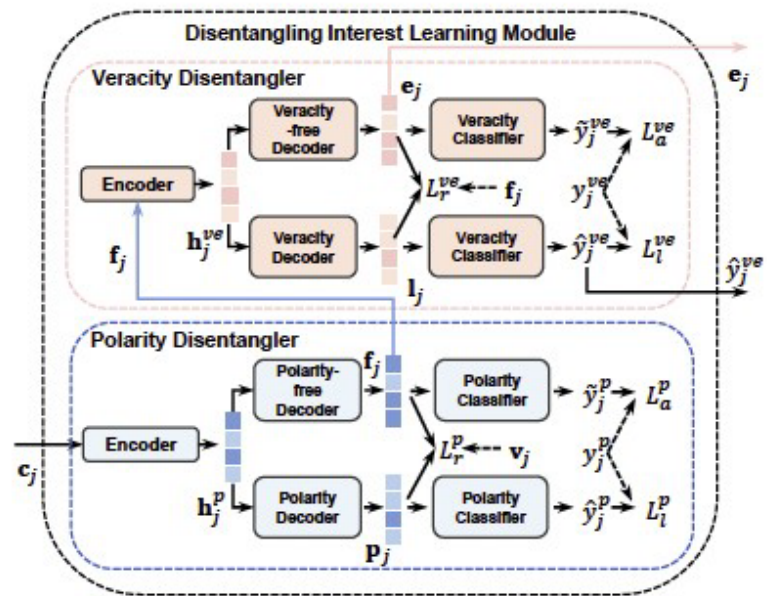 Disentangling Interest Learning Module
Veracity Disentangler
e_j
e_j
Veracity
-free
Decoder
Veracity
Classifier
ỹ_j^{ve}
L_a^{ve}
Encoder
L_r^{ve}
f_j
y_j^{ve}
h_j^{ve}
Veracity
Decoder
Veracity
Classifier
ŷ_j^{ve}
L_l^{ve}
ŷ_j^{ve}
f_j
l_j
Polarity Disentangler
f_j
Polarity-
free
Decoder
Polarity
Classifier
ỹ_j^p
L_a^p
Encoder
c_j
L_r^p
v_j
y_j^p
h_j^p
Polarity
Decoder
Polarity
Classifier
ŷ_j^p
L_l^p
p_j